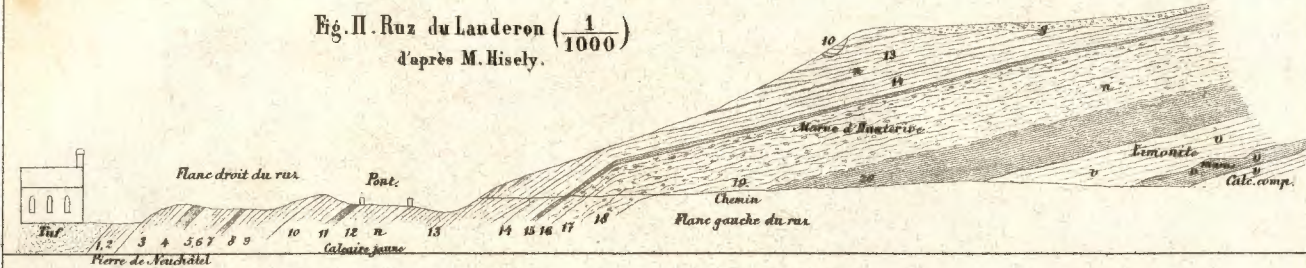 Fig. II. Ruz du Landeron (1/1000)
d'après M. Hisely.
10
g
13
n
14
n
Marne d'Hauterive
Limonite
v
marne
v
v
v
v
Calc. comp.
Flanc droit du ruz
Pont.
19.
20
Chemin
Flanc gauche du ruz
Tuf
1. 2 3 4 5, 6 7 8 9 10 11 12 n 13 14 15 16 17 18
Calcaire jaune
Pierre de Neuchâtel